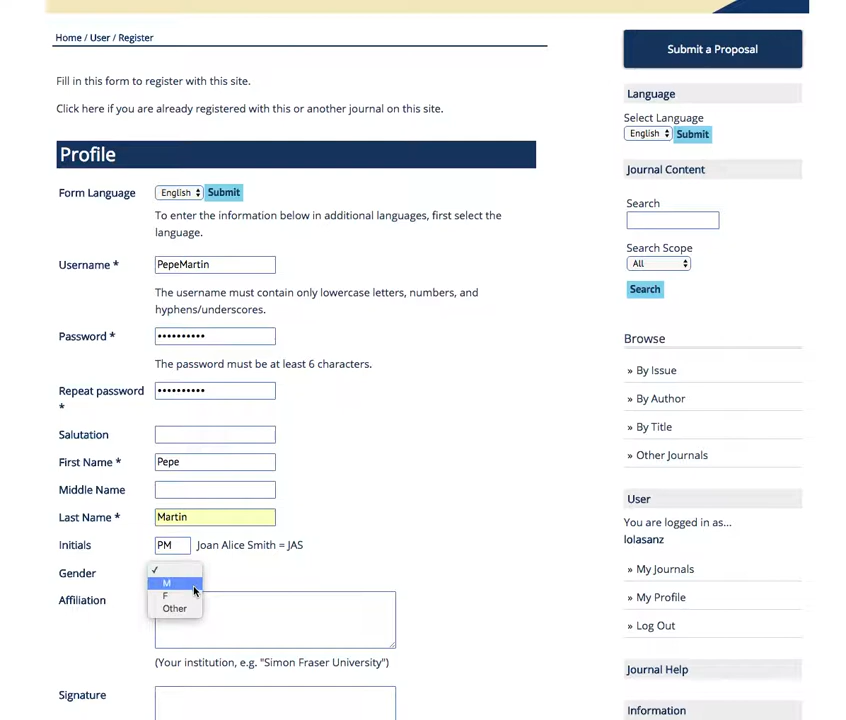 Home / User / Register
Fill in this form to register with this site.
Click here if you are already registered with this or another journal on this site.
Profile
Form Language
English
Submit
To enter the information below in additional languages, first select the
language.
Username *
PepeMartin
The username must contain only lowercase letters, numbers, and
hyphens/underscores.
Password *
••••••••••
The password must be at least 6 characters.
Repeat password
*
••••••••••
Salutation
First Name *
Pepe
Middle Name
Last Name *
Martin
Initials
PM
Joan Alice Smith = JAS
Gender
✓
M
F
Other
Affiliation
(Your institution, e.g. "Simon Fraser University")
Signature
Submit a Proposal
Language
Select Language
English
Submit
Journal Content
Search
Search Scope
All
Search
Browse
» By Issue
» By Author
» By Title
» Other Journals
User
You are logged in as...
lolasanz
» My Journals
» My Profile
» Log Out
Journal Help
Information